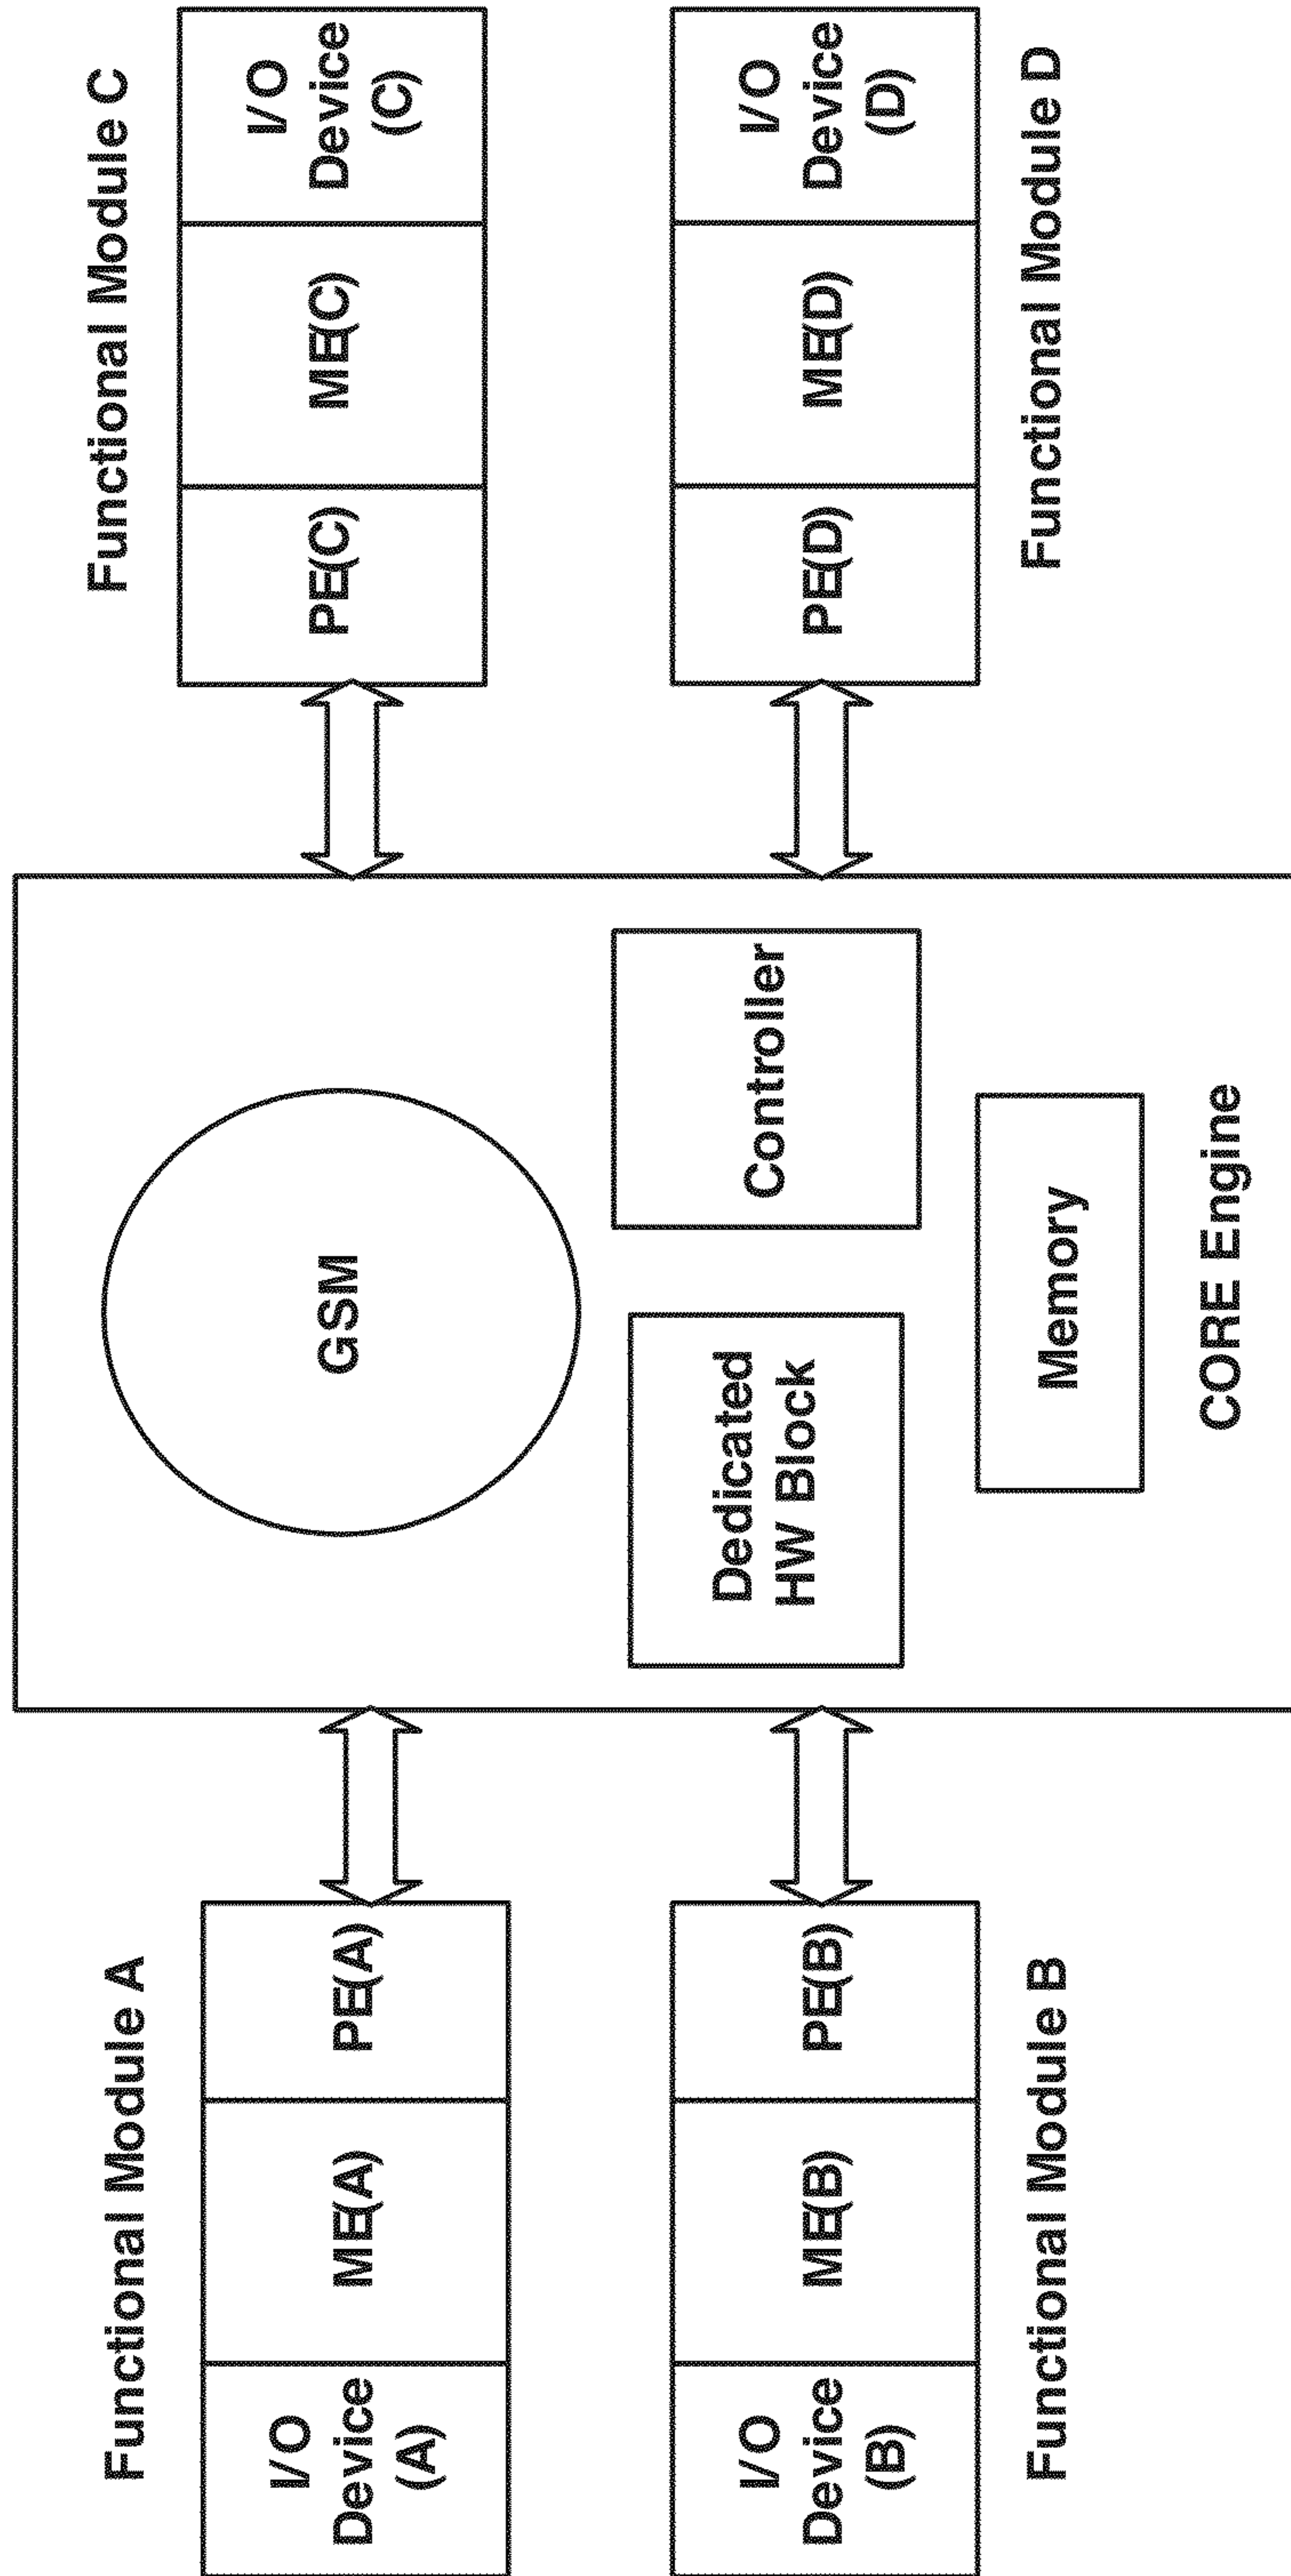 Functional Module A
I/O
Device
(A)
ME(A)
PE(A)
I/O
Device
(B)
ME(B)
PE(B)
Functional Module B
GSM
Dedicated
HW Block
Controller
Memory
CORE Engine
Functional Module C
PE(C)
ME(C)
I/O
Device
(C)
PE(D)
ME(D)
I/O
Device
(D)
Functional Module D